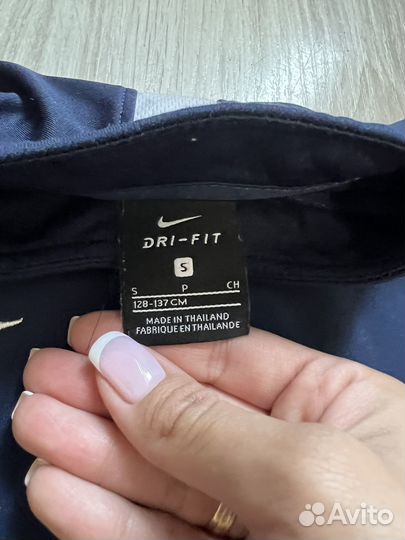 DRI-FIT
S
S P CH
128-137 CM
MADE IN THAILAND
FABRIQUE EN THAILANDE
Avito